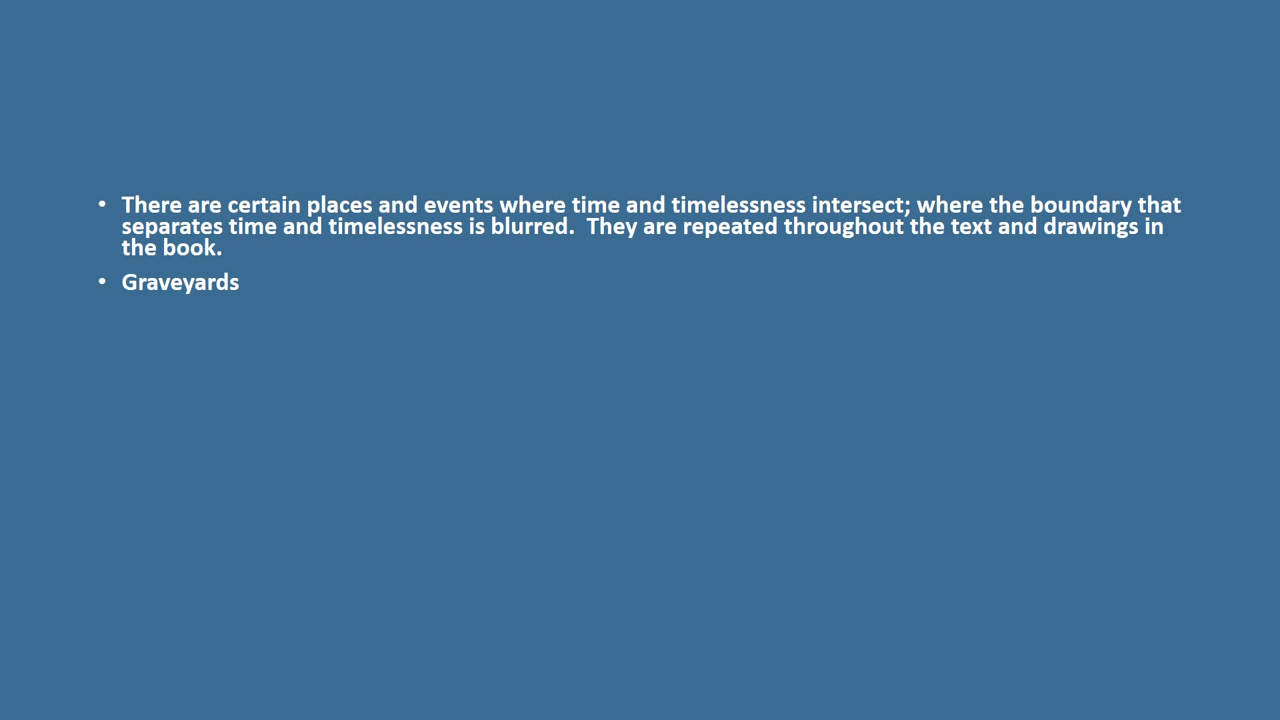 • There are certain places and events where time and timelessness intersect; where the boundary that
separates time and timelessness is blurred.  They are repeated throughout the text and drawings in
the book.
• Graveyards